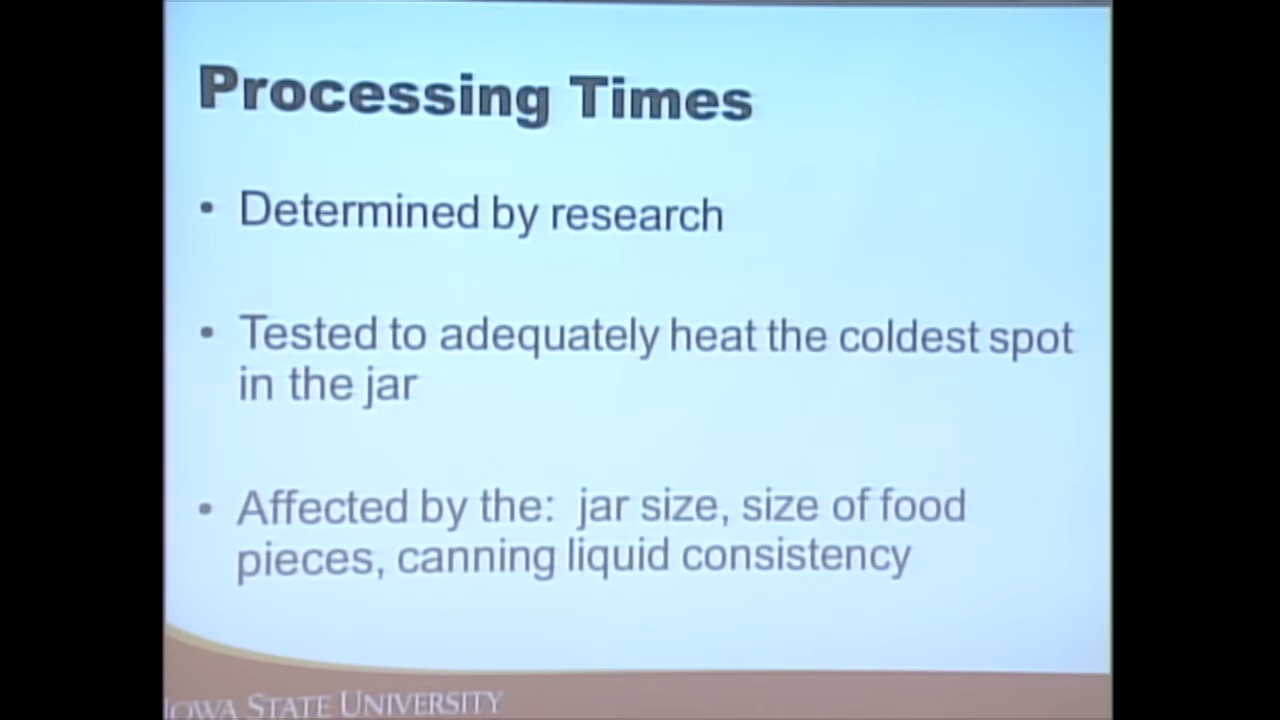 Processing Times
• Determined by research
• Tested to adequately heat the coldest spot
in the jar
• Affected by the: jar size, size of food
pieces, canning liquid consistency
IOWA STATE UNIVERSITY